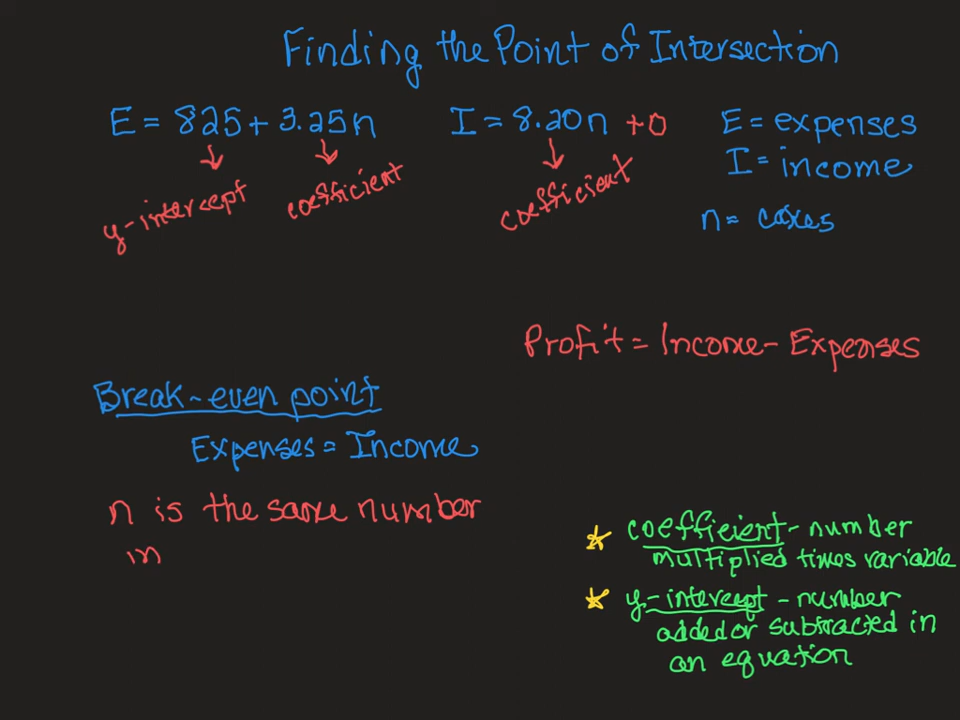 Finding the Point of Intersection
E = 825 + 3.25n
I = 8.20n + 0
E = expenses
I = income
n = cases
y-intercept
coefficient
coefficient
Profit = Income - Expenses
Break-even point
Expenses = Income
n is the same number
in
coefficient - number
multiplied times variable
y-intercept - number
added or subtracted in
an equation